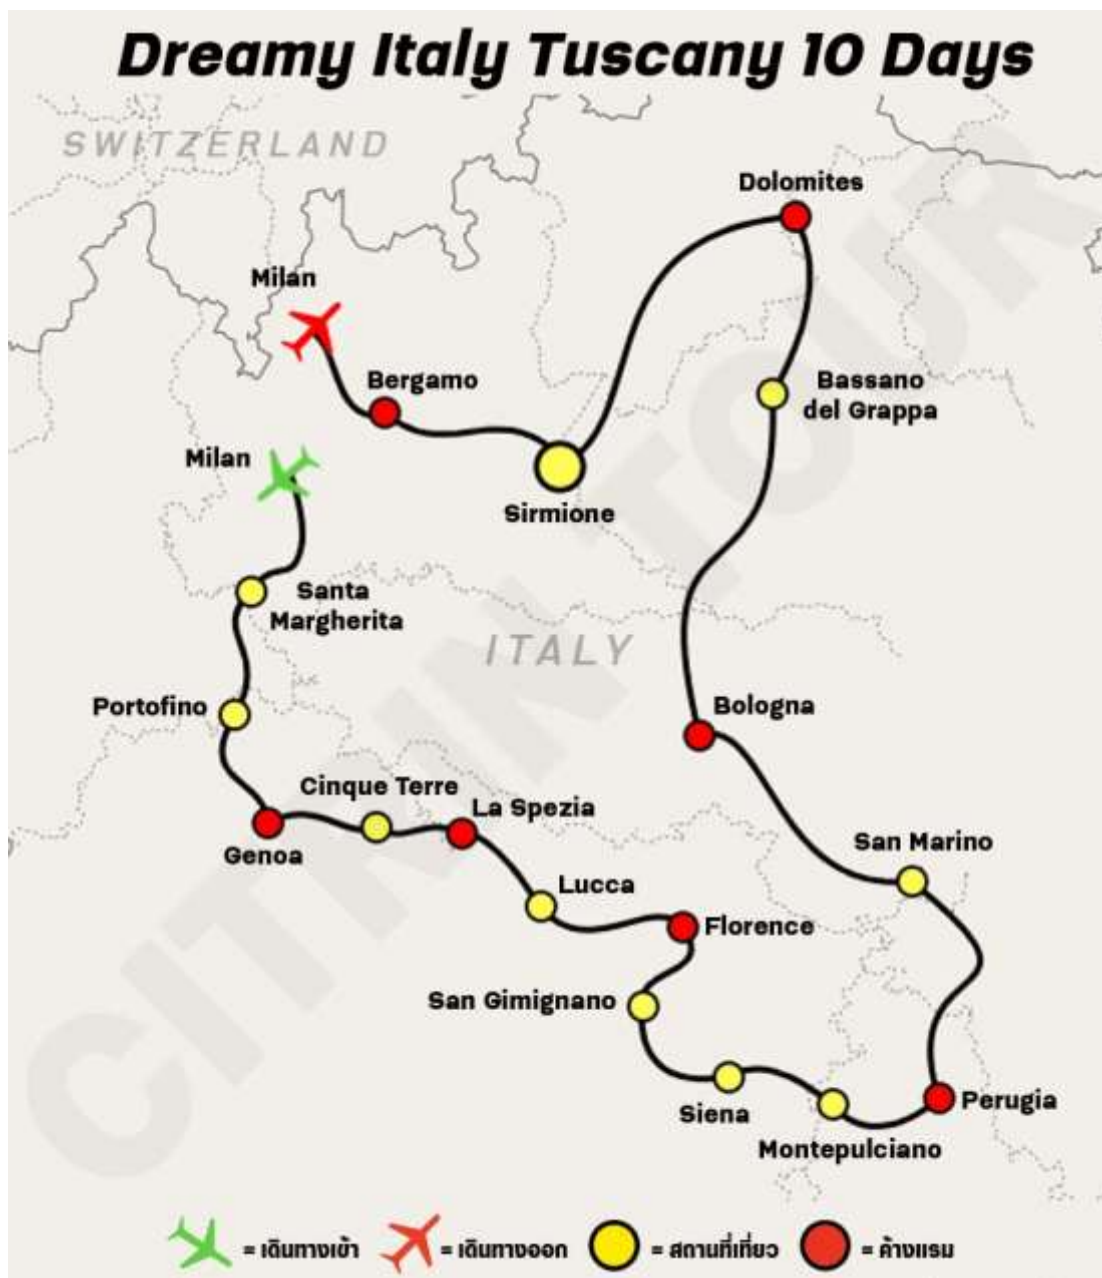 Dreamy Italy Tuscany 10 Days
SWITZERLAND
Dolomites
Milan
Bergamo
Bassano
del Grappa
Milan
Sirmione
Santa
Margherita
ITALY
Portofino
Bologna
Cinque Terre
La Spezia
Genoa
San Marino
Lucca
Florence
San Gimignano
Siena
Perugia
Montepulciano
= เดินทางเข้า = เดินทางออก = สถานที่เที่ยว = ค้างแรม
CITRIN TOUR